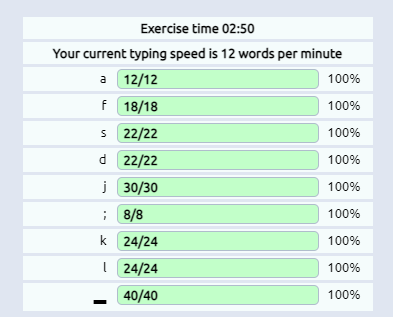 Exercise time 02:50
Your current typing speed is 12 words per minute
a 12/12 100%
f 18/18 100%
s 22/22 100%
d 22/22 100%
j 30/30 100%
; 8/8 100%
k 24/24 100%
l 24/24 100%
▂ 40/40 100%